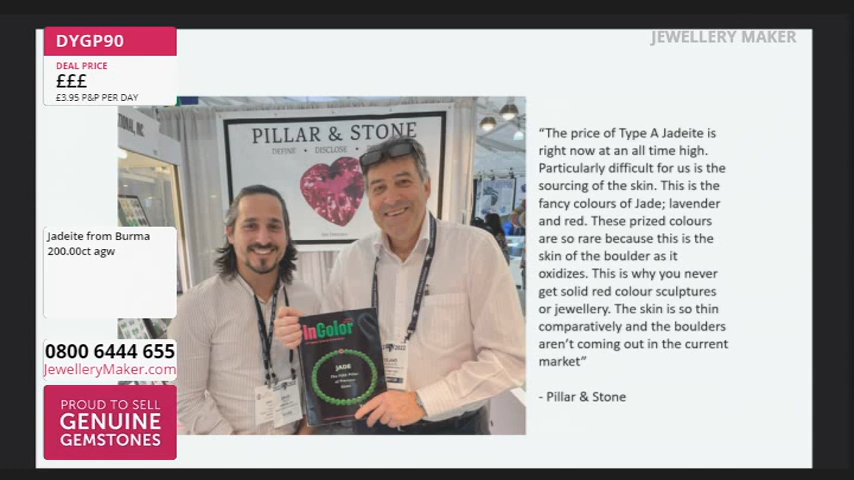 JEWELLERY MAKER
DYGP90
DEAL PRICE
£££
£3.95 P&P PER DAY
PILLAR & STONE
DEFINE • DISCLOSE •
InColor
JADE
Jadeite from Burma
200.00ct agw
0800 6444 655
JewelleryMaker.com
PROUD TO SELL
GENUINE
GEMSTONES
“The price of Type A Jadeite is
right now at an all time high.
Particularly difficult for us is the
sourcing of the skin. This is the
fancy colours of Jade; lavender
and red. These prized colours
are so rare because this is the
skin of the boulder as it
oxidizes. This is why you never
get solid red colour sculptures
or jewellery. The skin is so thin
comparatively and the boulders
aren’t coming out in the current
market”
- Pillar & Stone